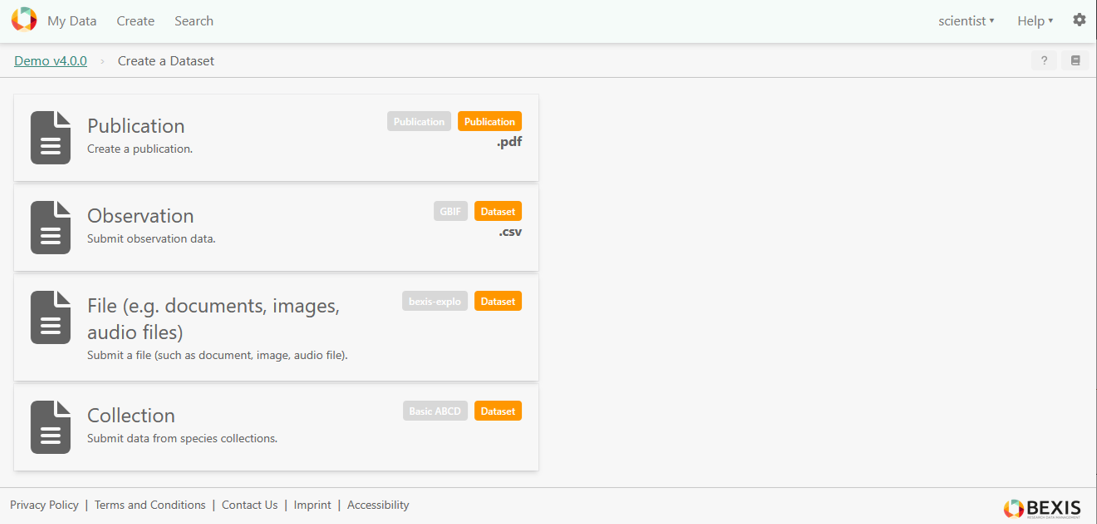 My Data Create Search scientist ▾ Help ▾
Demo v4.0.0 › Create a Dataset ?
Publication Publication Publication
Create a publication. .pdf
Observation GBIF Dataset
Submit observation data. .csv
File (e.g. documents, images, bexis-explo Dataset
audio files)
Submit a file (such as document, image, audio file).
Collection Basic ABCD Dataset
Submit data from species collections.
Privacy Policy | Terms and Conditions | Contact Us | Imprint | Accessibility
BEXIS